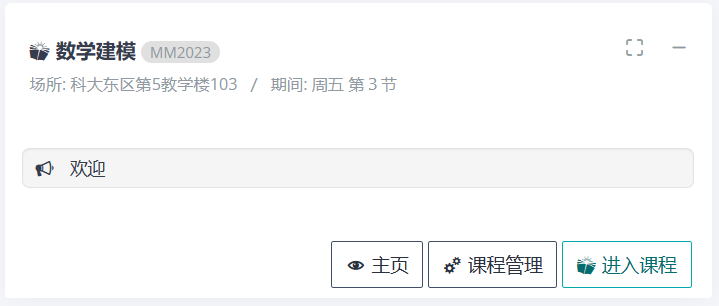 数学建模 MM2023
场所: 科大东区第5教学楼103 / 期间: 周五 第 3 节
欢迎
主页 课程管理 进入课程